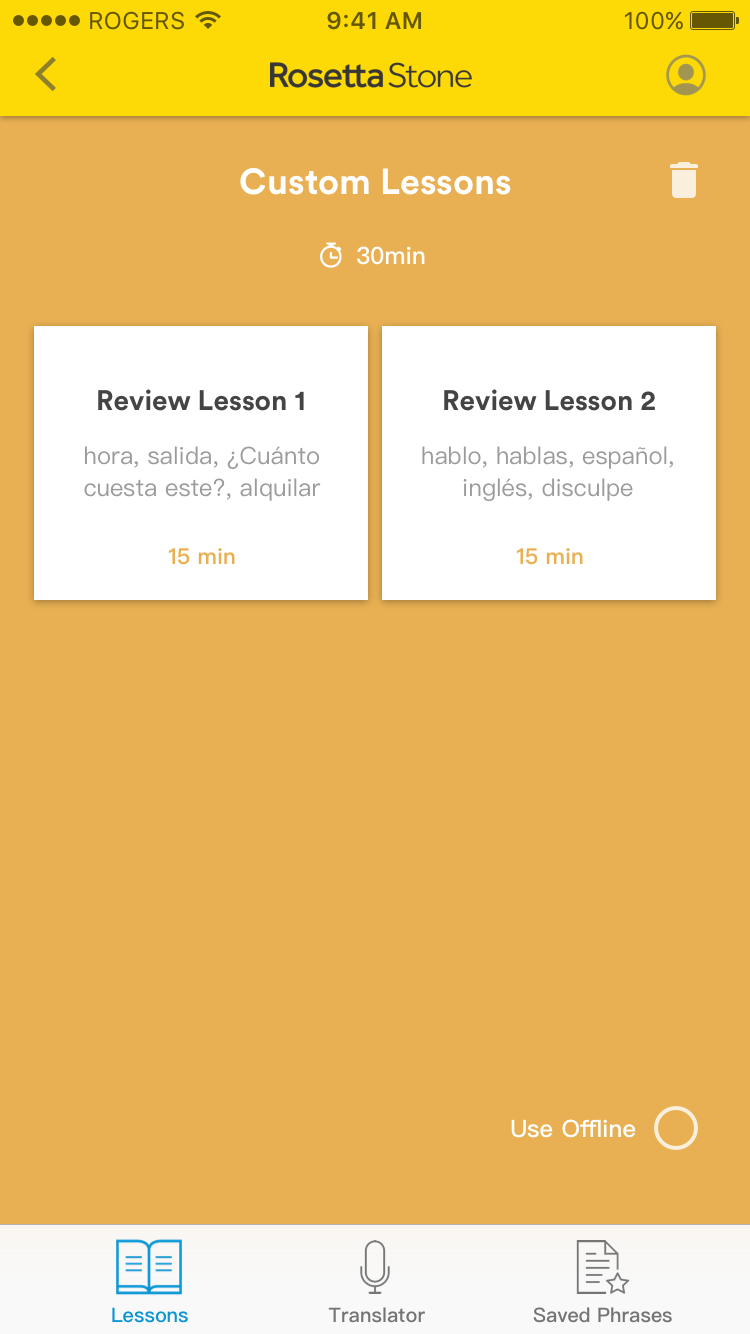 ROGERS 9:41 AM 100%
Rosetta Stone
Custom Lessons
30min
Review Lesson 1
hora, salida, ¿Cuánto
cuesta este?, alquilar
15 min
Review Lesson 2
hablo, hablas, español,
inglés, disculpe
15 min
Use Offline
Lessons
Translator
Saved Phrases